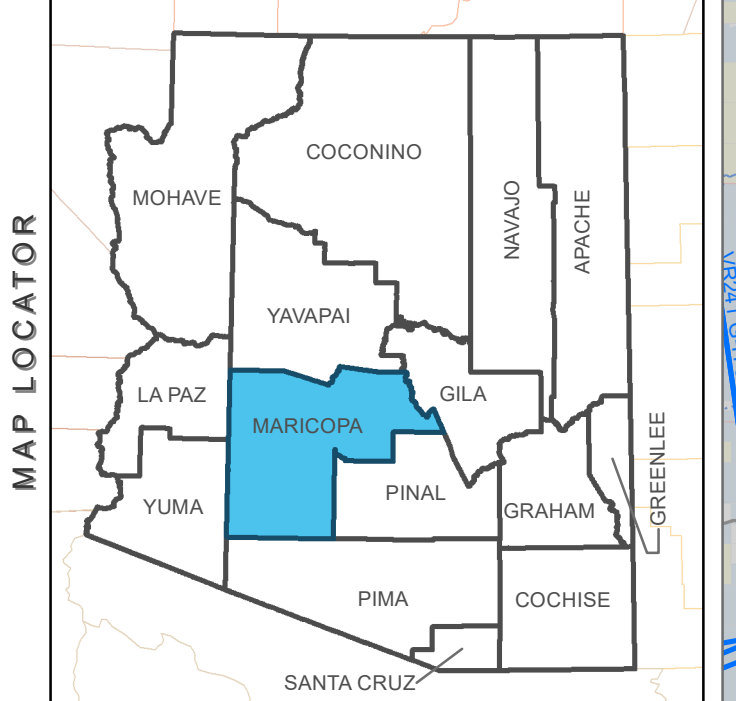 MAP LOCATOR
COCONINO
MOHAVE
NAVAJO
APACHE
YAVAPAI
LA PAZ
GILA
MARICOPA
GREENLEE
YUMA
PINAL
GRAHAM
PIMA
COCHISE
SANTA CRUZ